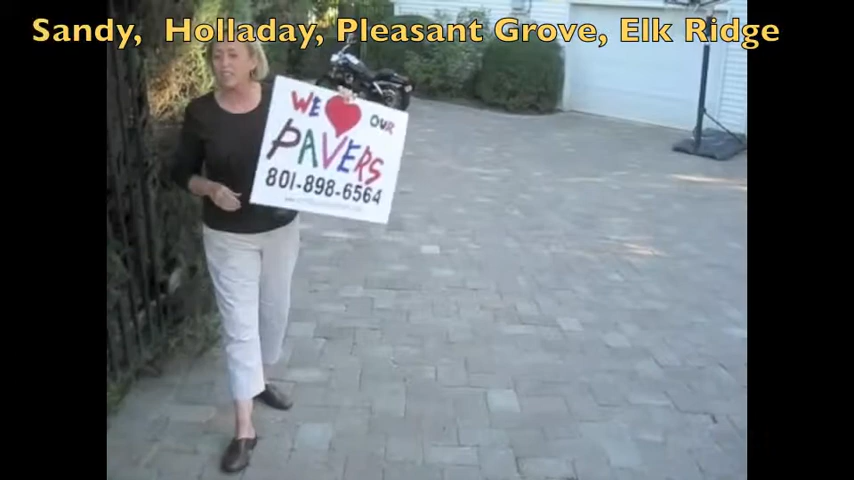 Sandy, Holladay, Pleasant Grove, Elk Ridge
WE ❤ OUR
PAVERS
801-898-6564